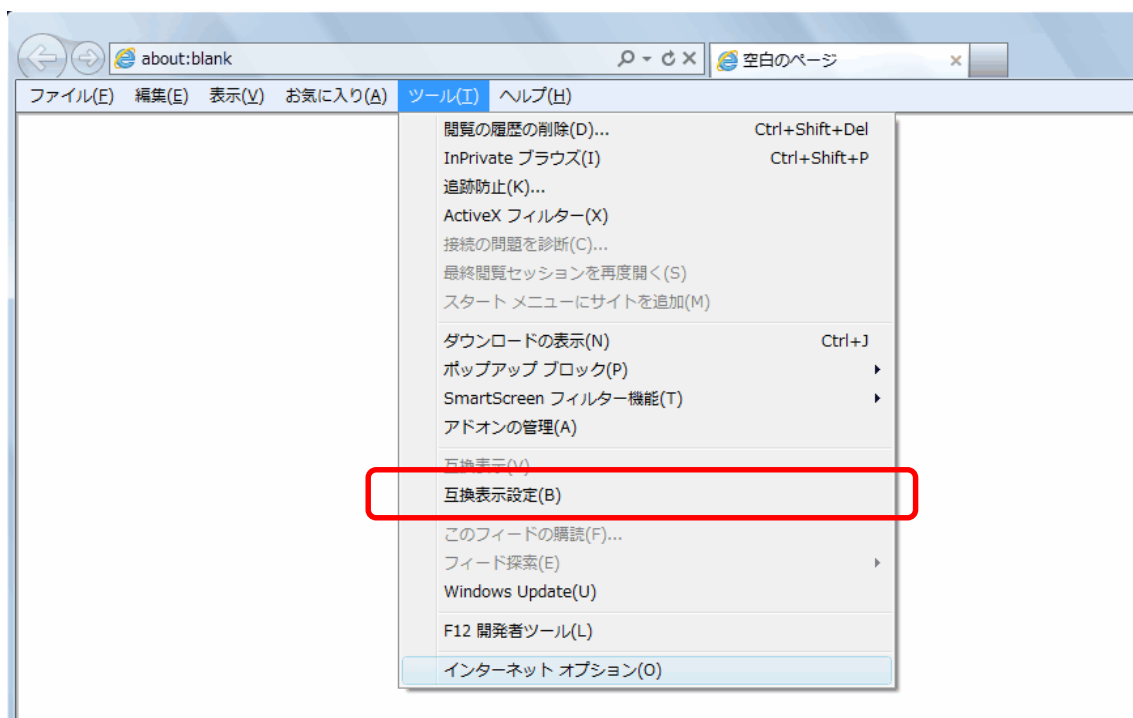 about:blank
空白のページ
ファイル(F) 編集(E) 表示(V) お気に入り(A) ツール(T) ヘルプ(H)
閲覧の履歴の削除(D)... Ctrl+Shift+Del
InPrivate ブラウズ(I) Ctrl+Shift+P
追跡防止(K)...
ActiveX フィルター(X)
接続の問題を診断(C)...
最終閲覧セッションを再度開く(S)
スタート メニューにサイトを追加(M)
ダウンロードの表示(N) Ctrl+J
ポップアップ ブロック(P)
SmartScreen フィルター機能(T)
アドオンの管理(A)
互換表示(V)
互換表示設定(B)
このフィードの購読(F)...
フィード探索(E)
Windows Update(U)
F12 開発者ツール(L)
インターネット オプション(O)